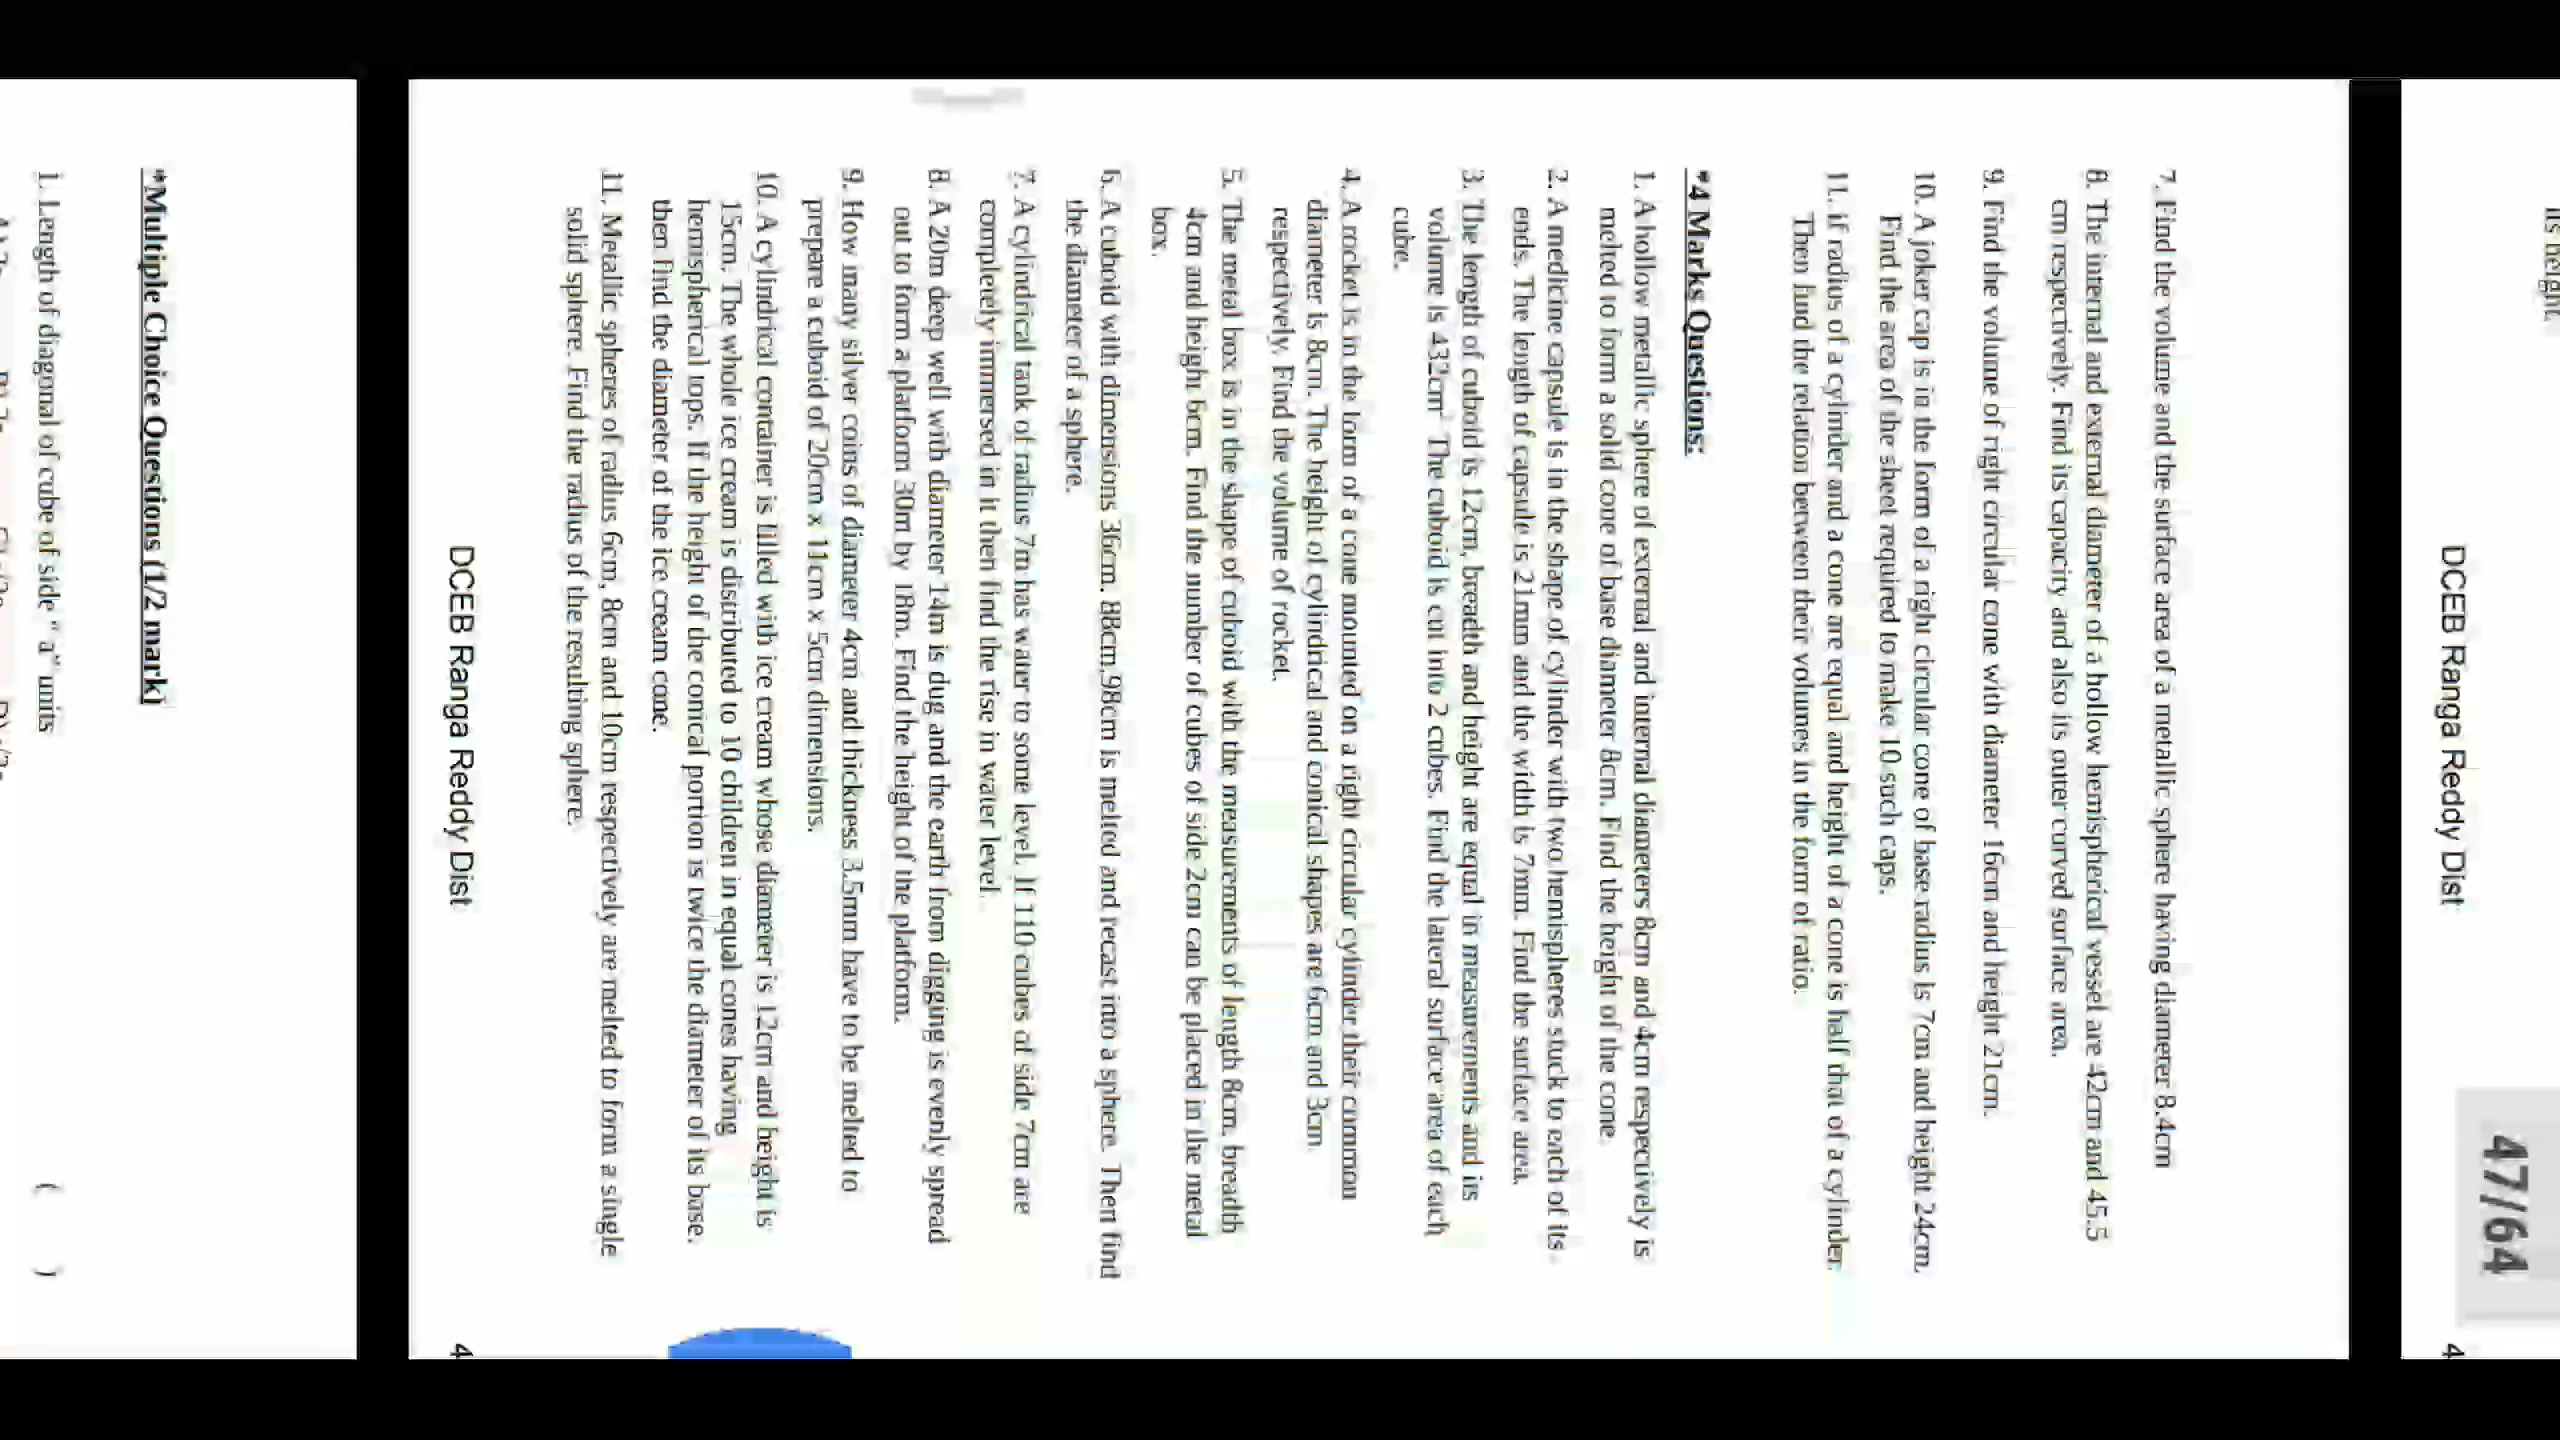 is height.
DCEB Ranga Reddy Dist
4
47/64
7. Find the volume and the surface area of a metallic sphere having diameter 8.4cm
8. The internal and external diameter of a hollow hemispherical vessel are 42cm and 45.5
cm respectively. Find its capacity and also its outer curved surface area.
9. Find the volume of right circular cone with diameter 16cm and height 21cm.
10. A joker cap is in the form of a right circular cone of base radius is 7cm and height 24cm.
Find the area of the sheet required to make 10 such caps.
11. if radius of a cylinder and a cone are equal and height of a cone is half that of a cylinder.
Then find the relation between their volumes in the form of ratio.
*4 Marks Questions:
1. A hollow metallic sphere of external and internal diameters 8cm and 4cm respectively is
melted to form a solid cone of base diameter 8cm. Find the height of the cone.
2. A medicine capsule is in the shape of cylinder with two hemispheres stuck to each of its
ends. The length of capsule is 21mm and the width is 7mm. Find the surface area.
3. The length of cuboid is 12cm, breadth and height are equal in measurements and is
volume is 432cm³ The cuboid is cut into 2 cubes. Find the lateral surface area of each
cube.
4. A rocket is in the form of a cone mounted on a right circular cylinder their common
diameter is 8cm. The height of cylindrical and conical shapes are 6cm and 3cm
respectively. Find the volume of rocket.
5. The metal box is in the shape of cuboid with the measurements of length 8cm, breadth
4cm and height 6cm. Find the number of cubes of side 2cm can be placed in the metal
box.
6. A cuboid with dimensions 36cm, 88cm,98cm is melted and recast into a sphere. Then find
the diameter of a sphere.
7. A cylindrical tank of radius 7m has water to some level. If 110 cubes of side 7cm are
completely immersed in it then find the rise in water level.
8. A 20m deep well with diameter 14m is dug and the earth from digging is evenly spread
out to form a platform 30m by 18m. Find the height of the platform.
9. How many silver coins of diameter 4cm and thickness 3.5mm have to be melted to
prepare a cuboid of 20cm x 11cm x 5cm dimensions.
10. A cylindrical container is filled with ice cream whose diameter is 12cm and height is
15cm. The whole ice cream is distributed to 10 children in equal cones having
hemispherical tops. If the height of the conical portion is twice the diameter of its base.
then find the diameter of the ice cream cone.
11. Metallic spheres of radius 6cm, 8cm and 10cm respectively are melted to form a single
solid sphere. Find the radius of the resulting sphere.
DCEB Ranga Reddy Dist
4
*Multiple Choice Questions (1/2 mark)
1. Length of diagonal of cube of side "a" units ( )